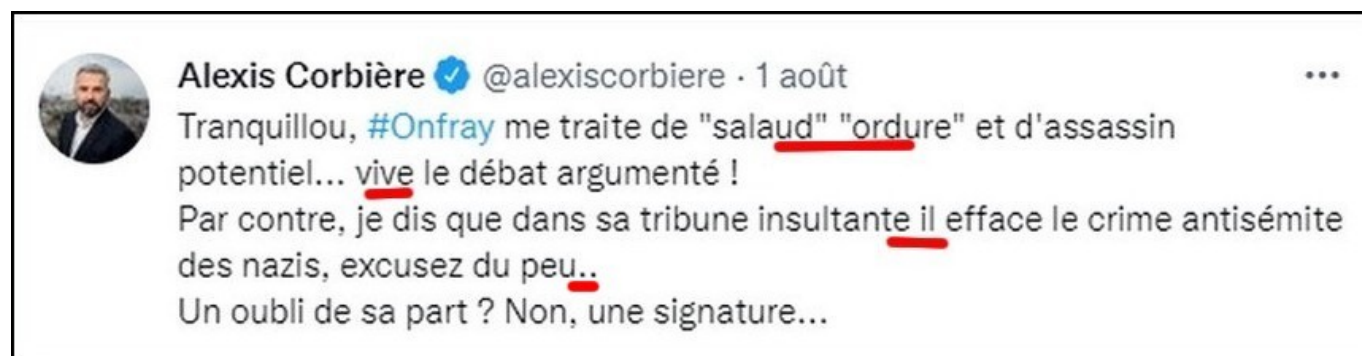 Alexis Corbière @alexiscorbiere · 1 août
Tranquillou, #Onfray me traite de "salaud" "ordure" et d'assassin
potentiel... vive le débat argumenté !
Par contre, je dis que dans sa tribune insultante il efface le crime antisémite
des nazis, excusez du peu..
Un oubli de sa part ? Non, une signature...